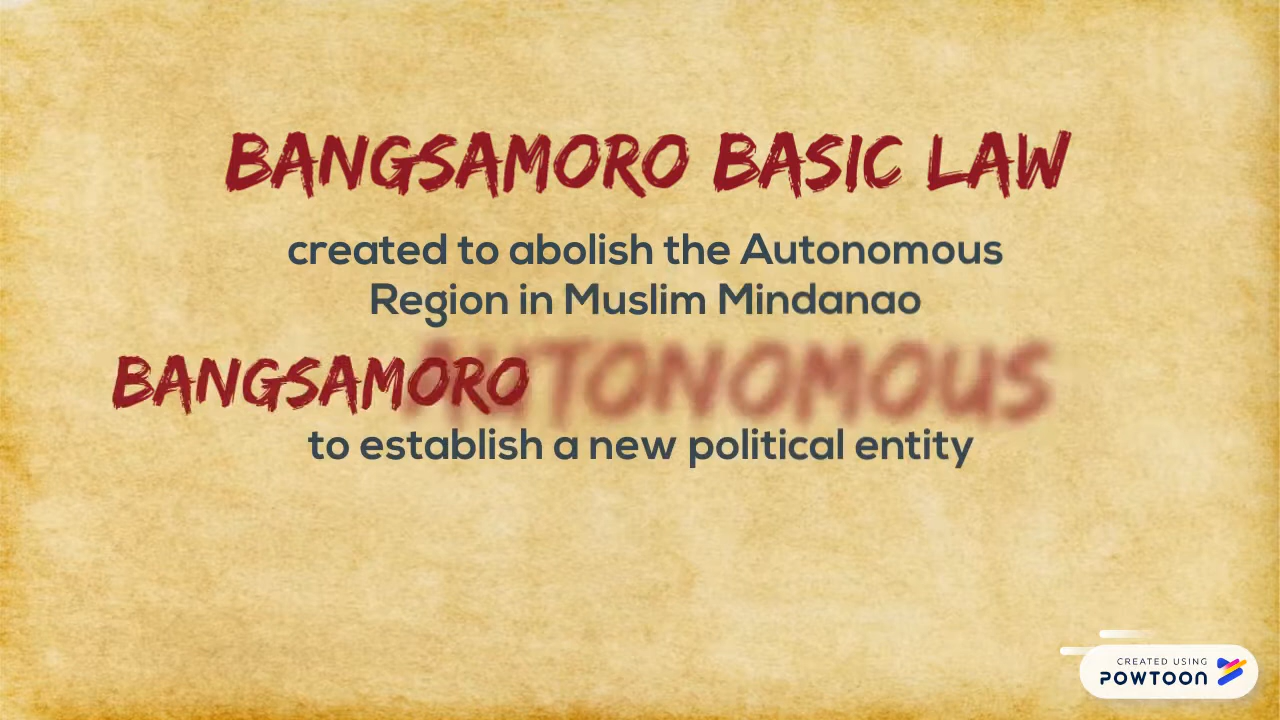 BANGSAMORO BASIC LAW
created to abolish the Autonomous
Region in Muslim Mindanao
BANGSAMORO AUTONOMOUS
to establish a new political entity
CREATED USING
POWTOON